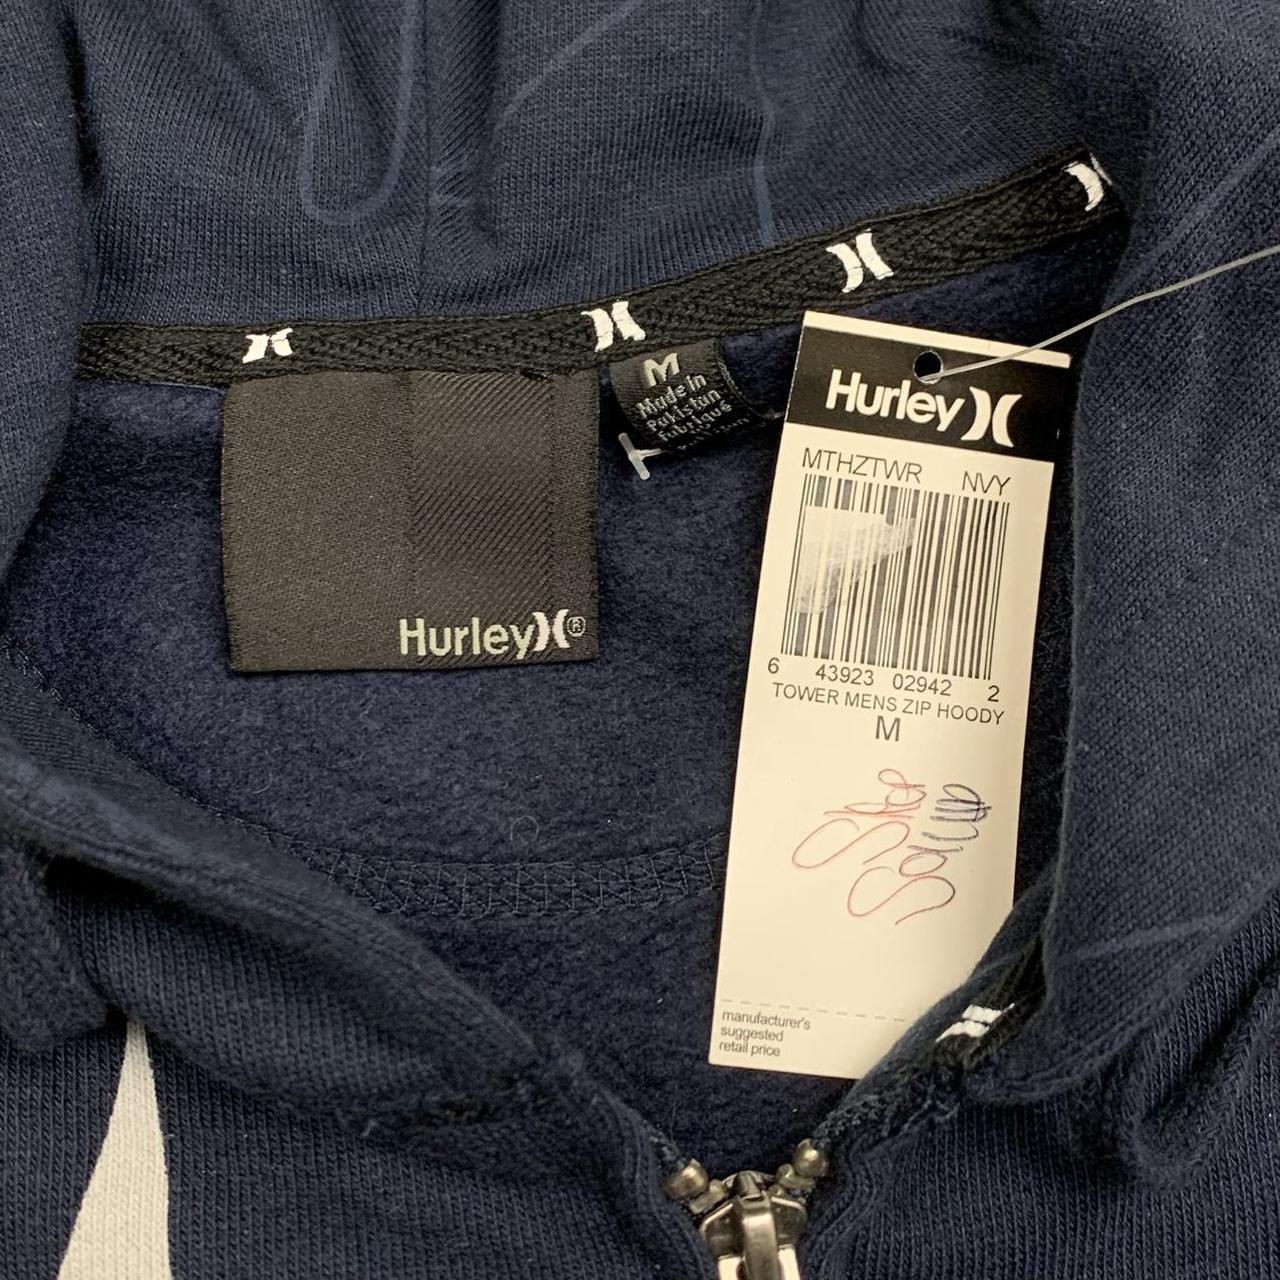 M
Made in
Pakistan
Fabriqué
Hurley
MTHZTWR NVY
6 43923 02942 2
TOWER MENS ZIP HOODY
M
manufacturer's
suggested
retail price
Hurley®